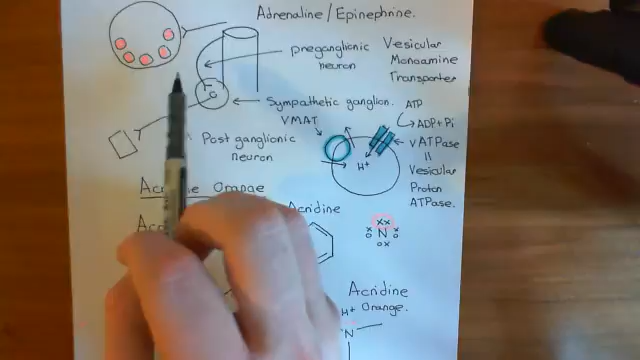 Adrenaline/Epinephrine.
preganglionic
neuron
Vesicular
Monoamine
Transporter
Sympathetic ganglion.
VMAT
Post ganglionic
neuron
ATP
ADP+Pi
vATPase
=
Vesicular
Proton
ATPase.
H+
Orange
Acridine
N
Acridine
Orange.
H+
N